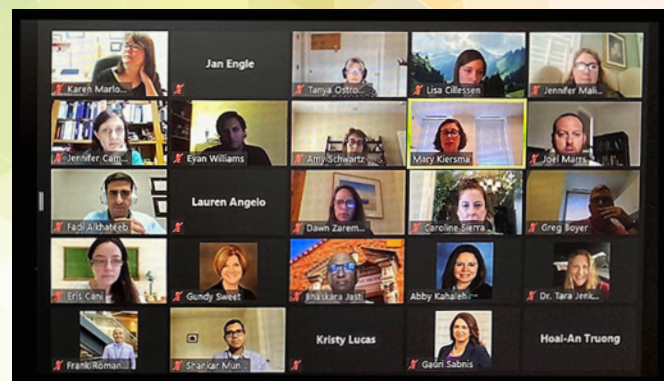 Karen Marlo...
Jan Engle
Tanya Ostro...
Lisa Cillessen
Jennifer Mali...
Jennifer Cam...
Evan Williams
Amy Schwartz
Mary Kiersma
Joel Marrs
Fadi Alkhateeb
Lauren Angelo
Dawn Zarem...
Caroline Sierra
Greg Boyer
Eris Cani
Gundy Sweet
Bhaskara Jasti
Abby Kahaleh
Dr. Tara Jenk...
Frank Roman...
Shankar Mun...
Kristy Lucas
Gauri Sabnis
Hoai-An Truong